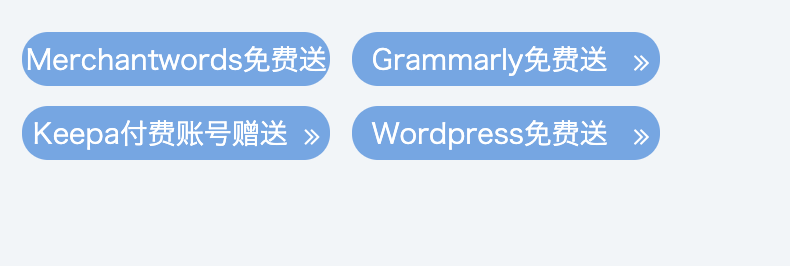 Merchantwords免费送
Grammarly免费送 »
Keepa付费账号赠送 »
Wordpress免费送 »